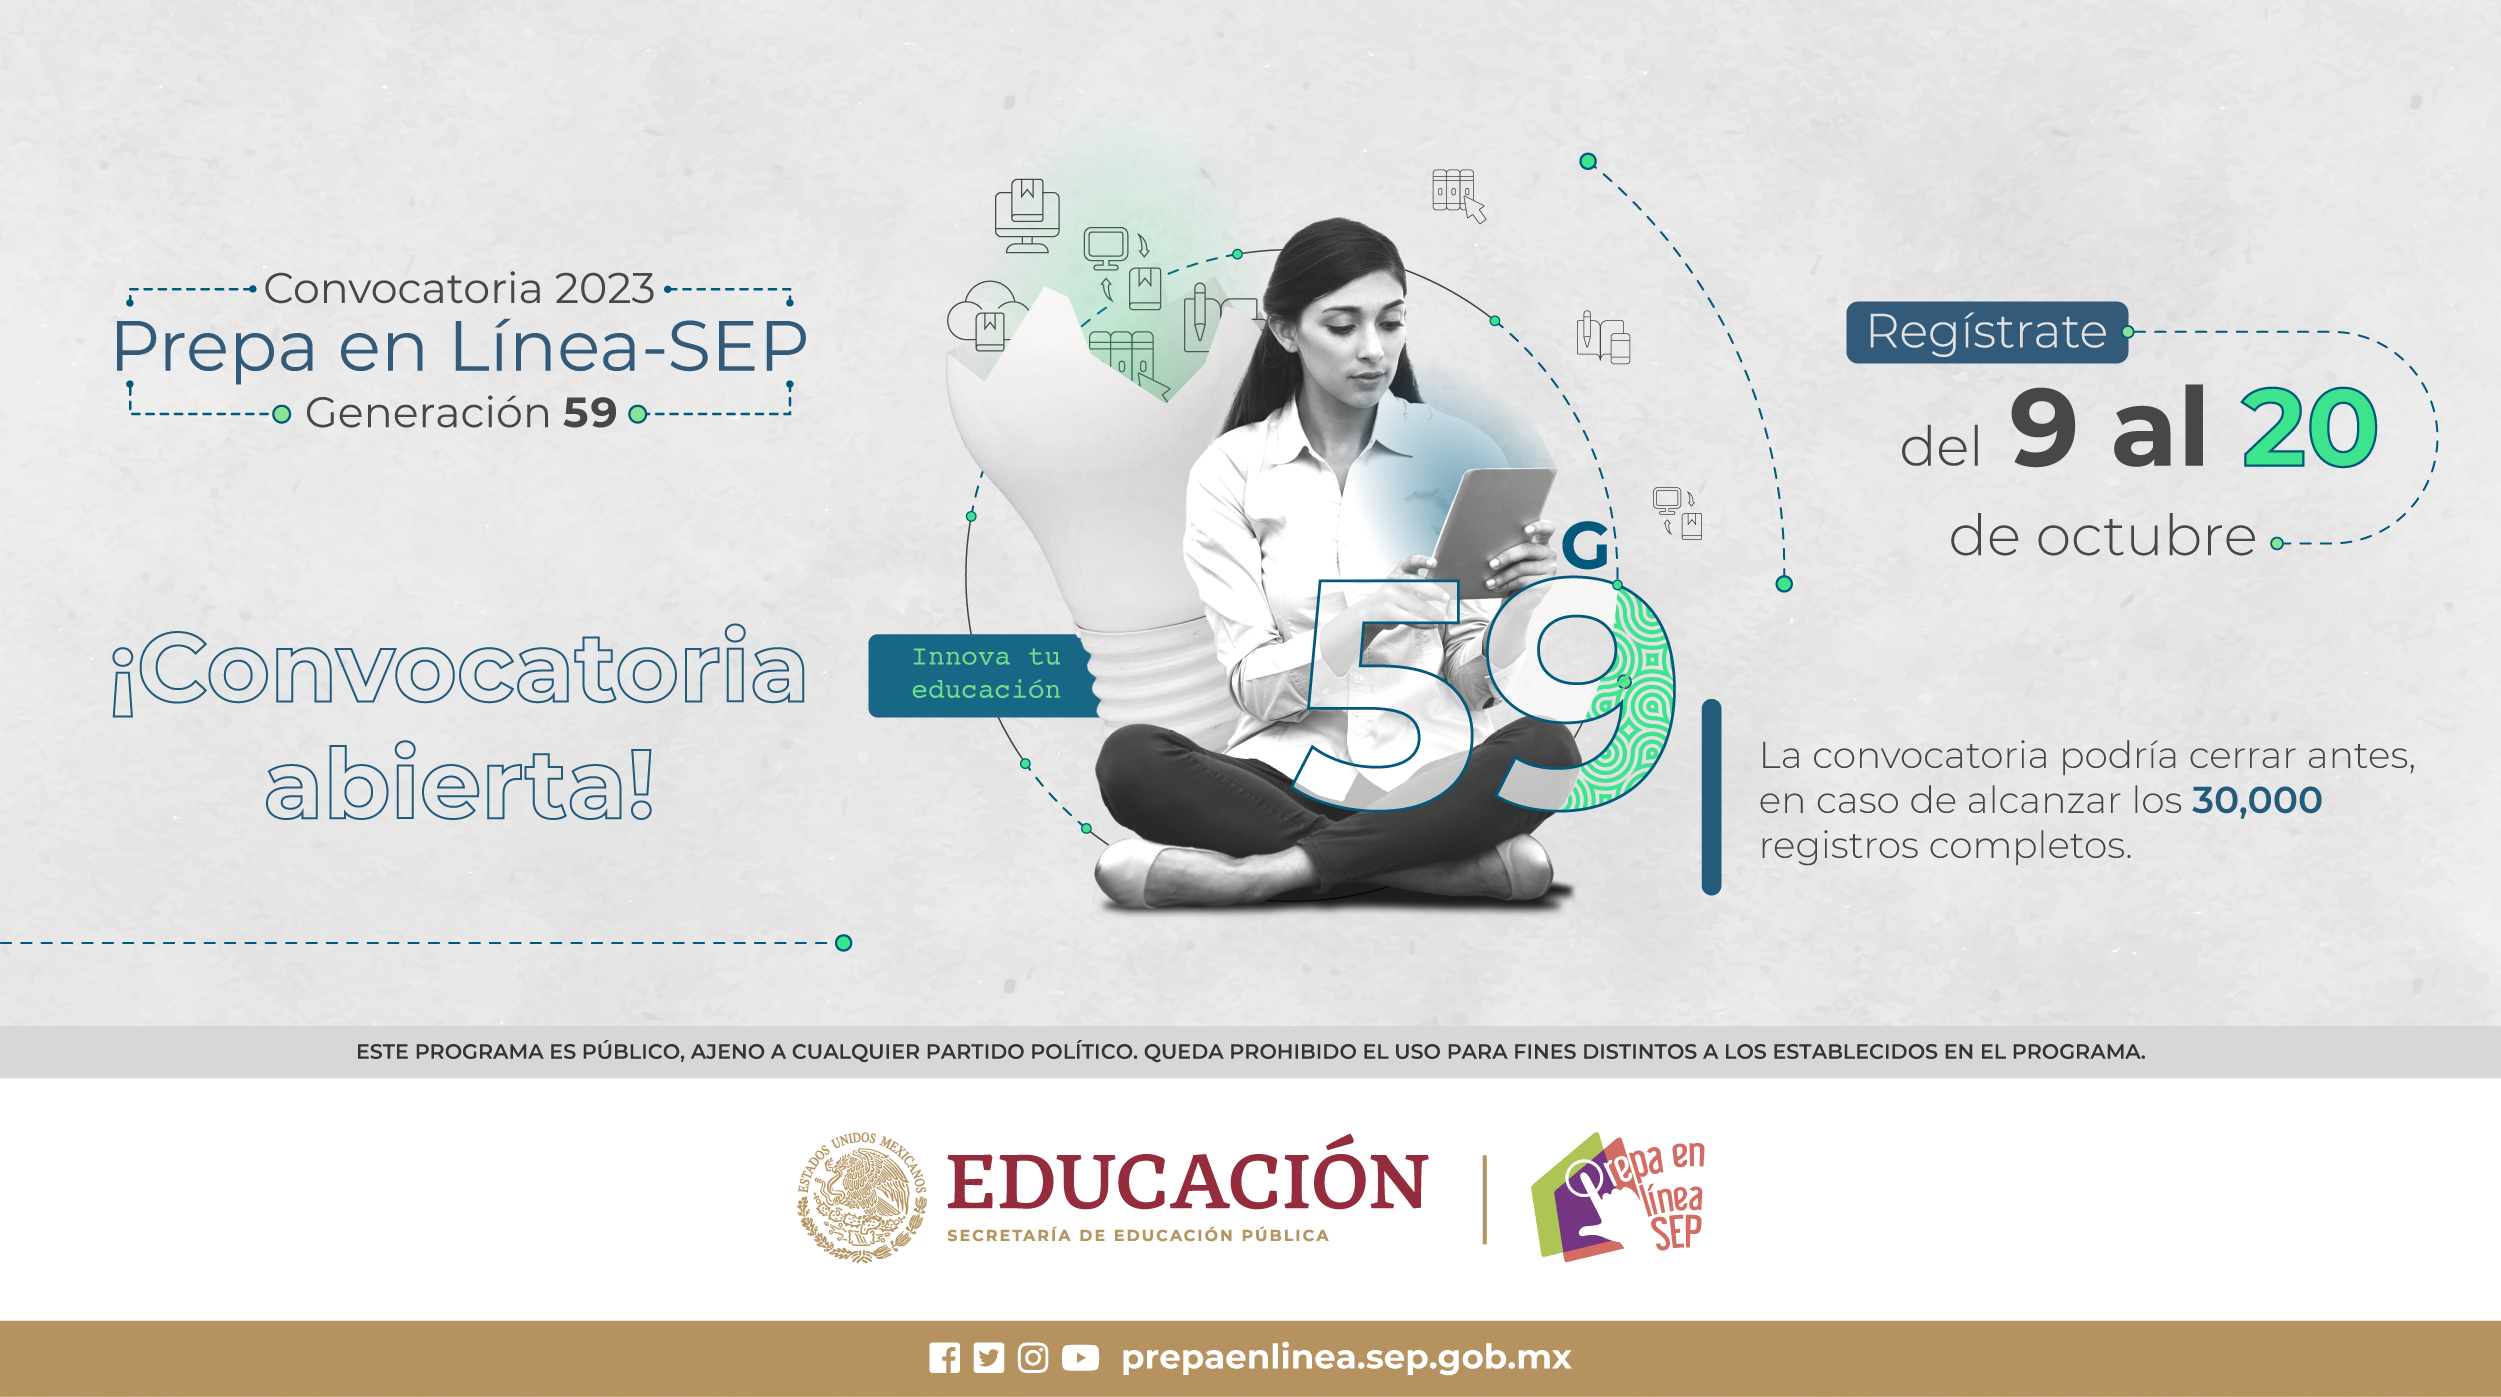 Convocatoria 2023
Prepa en Línea-SEP
Generación 59
¡Convocatoria
abierta!
Innova tu
educación
G
59
Regístrate
del 9 al 20
de octubre
La convocatoria podría cerrar antes,
en caso de alcanzar los 30,000
registros completos.
ESTE PROGRAMA ES PÚBLICO, AJENO A CUALQUIER PARTIDO POLÍTICO. QUEDA PROHIBIDO EL USO PARA FINES DISTINTOS A LOS ESTABLECIDOS EN EL PROGRAMA.
ESTADOS UNIDOS MEXICANOS
EDUCACIÓN
SECRETARÍA DE EDUCACIÓN PÚBLICA
Prepa en
línea
SEP
prepaenlinea.sep.gob.mx